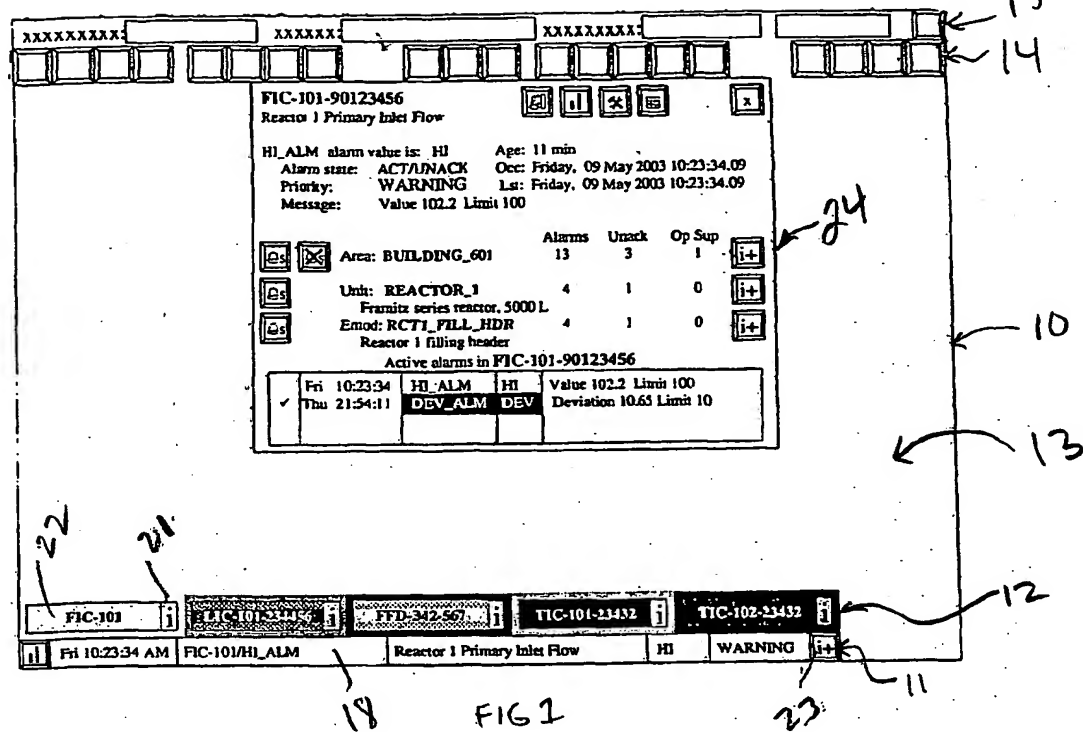 15
xxxxxxxxx: xxxxxx: xxxxxxxx:
14
FIC-101-90123456 x
Reactor 1 Primary Inlet Flow
HI_ALM alarm value is: HI Age: 11 min
Alarm state: ACT/UNACK Occ: Friday, 09 May 2003 10:23:34.09
Priority: WARNING Lst: Friday, 09 May 2003 10:23:34.09
Message: Value 102.2 Limit 100
24
Alarms Unack Op Sup
Area: BUILDING_601 13 3 1 i+
Unit: REACTOR_1 4 1 0 i+
Framitz series reactor, 5000 L
Emod: RCT1_FILL_HDR 4 1 0 i+
Reactor 1 filling header
10
Active alarms in FIC-101-90123456
Fri 10:23:34 HI_ALM HI Value 102.2 Limit 100
✓ Thu 21:54:11 DEV_ALM DEV Deviation 10.65 Limit 10
13
22 21
FIC-101 i i FFD-342-567 i TIC-101-23432 i TIC-102-23432 i
12
Fri 10:23:34 AM FIC-101/HI_ALM Reactor 1 Primary Inlet Flow HI WARNING i+
11
18 FIG 1 23